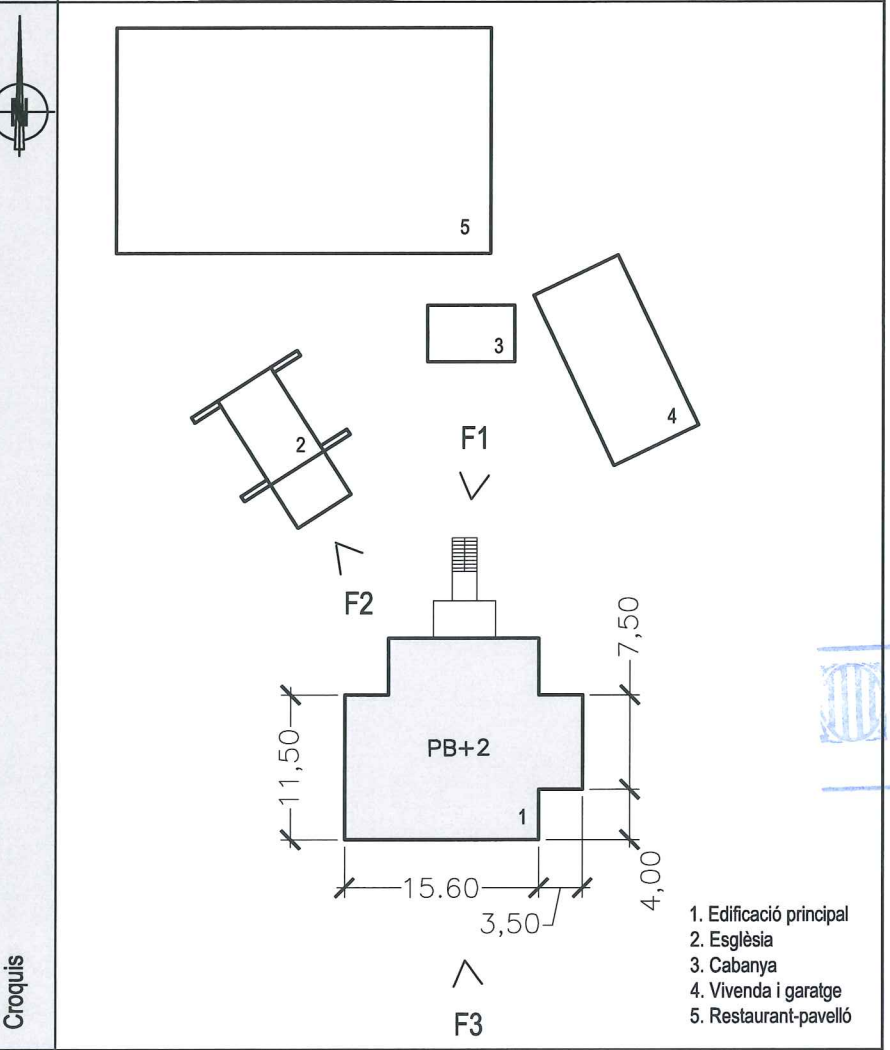 N
5
3
4
2
F1
F2
7,50
11,50
PB+2
1
15.60
3,50
4,00
F3
1. Edificació principal
2. Esglèsia
3. Cabanya
4. Vivenda i garatge
5. Restaurant-pavelló
Croquis